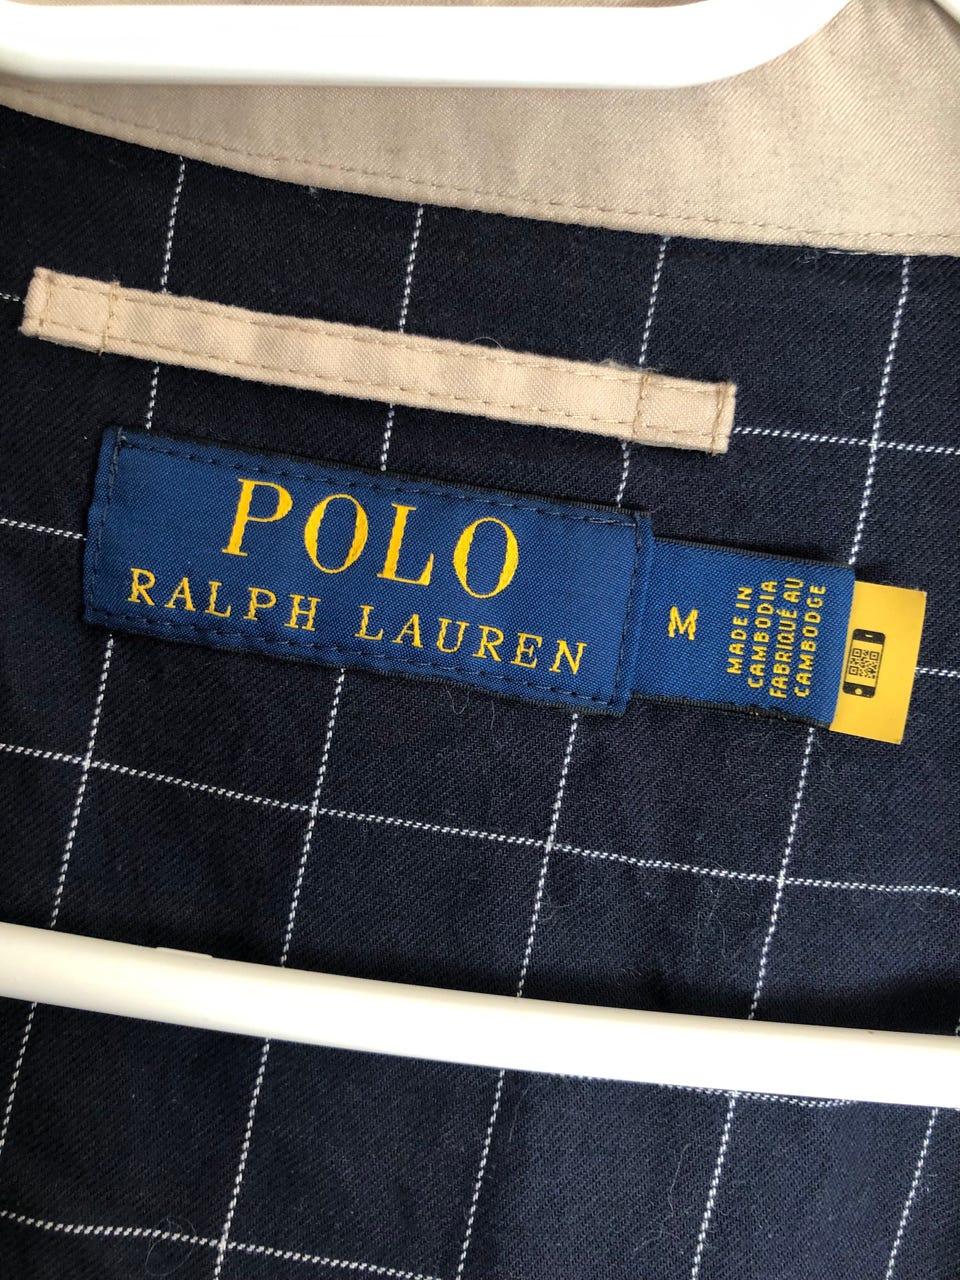 POLO
RALPH LAUREN
M
MADE IN
CAMBODIA
FABRIQUÉ AU
CAMBODGE